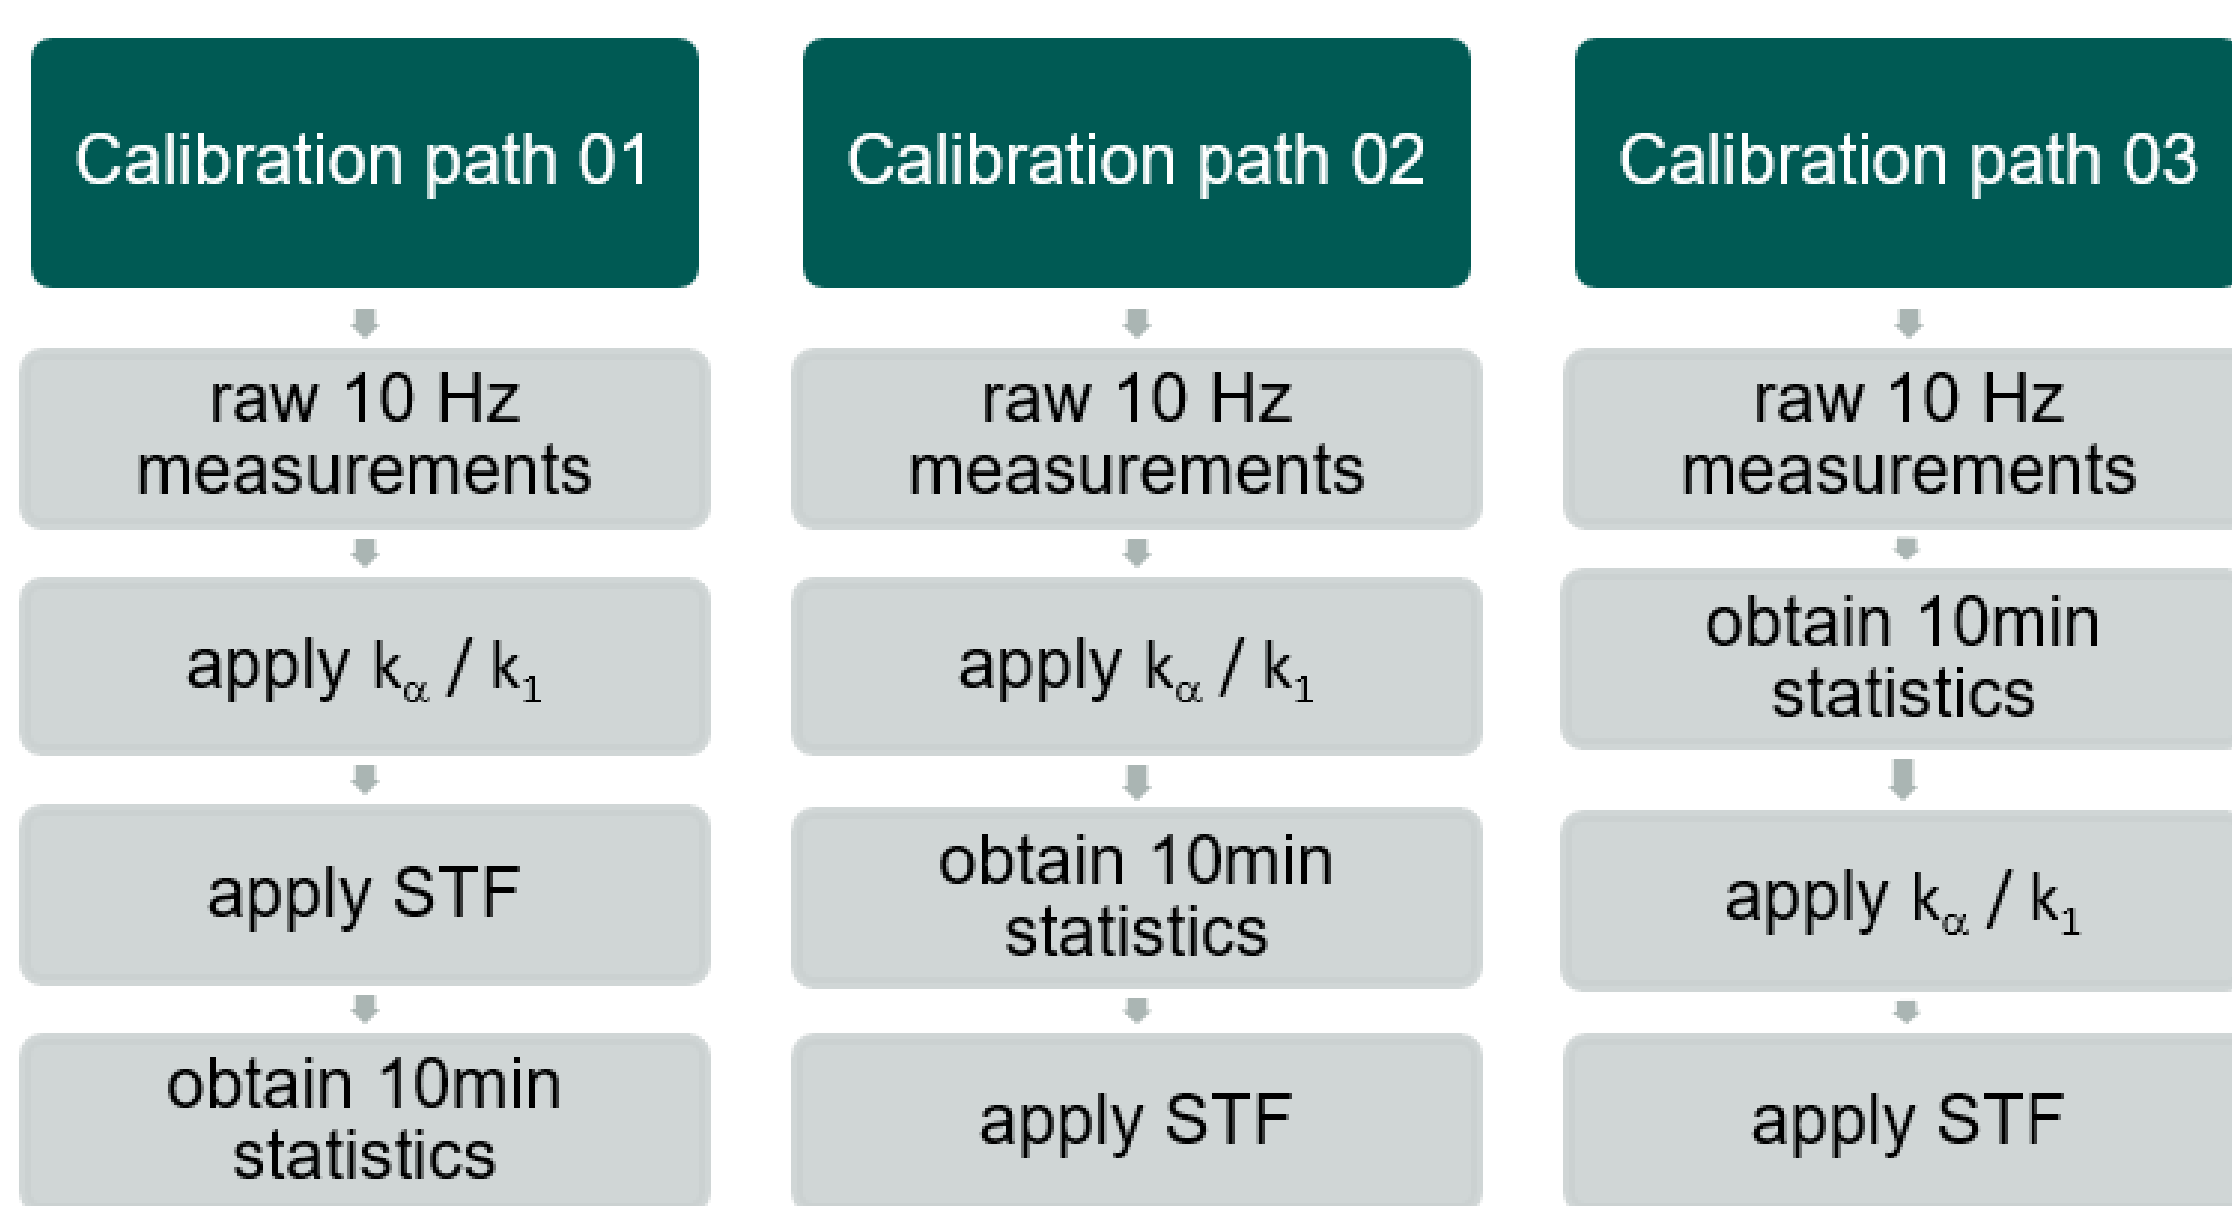 Calibration path 01
raw 10 Hz
measurements
apply kα / k1
apply STF
obtain 10min
statistics
Calibration path 02
raw 10 Hz
measurements
apply kα / k1
obtain 10min
statistics
apply STF
Calibration path 03
raw 10 Hz
measurements
obtain 10min
statistics
apply kα / k1
apply STF